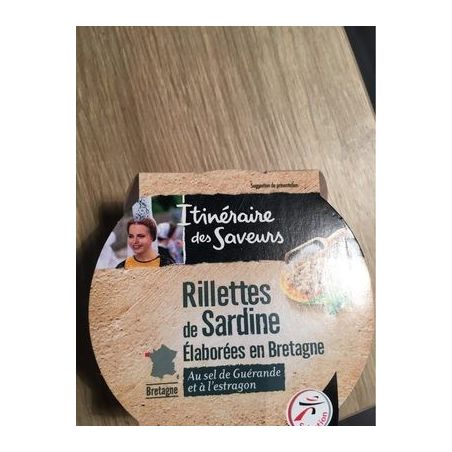 Suggestion de présentation
Itinéraire
des Saveurs
Rillettes
de Sardine
Élaborées en Bretagne
Au sel de Guérande
et à l'estragon
Bretagne